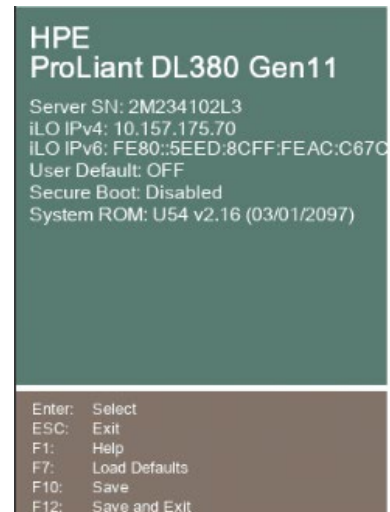 HPE
ProLiant DL380 Gen11
Server SN: 2M234102L3
iLO IPv4: 10.157.175.70
iLO IPv6: FE80::5EED:8CFF:FEAC:C67C
User Default: OFF
Secure Boot: Disabled
System ROM: U54 v2.16 (03/01/2097)
Enter: Select
ESC: Exit
F1: Help
F7: Load Defaults
F10: Save
F12: Save and Exit